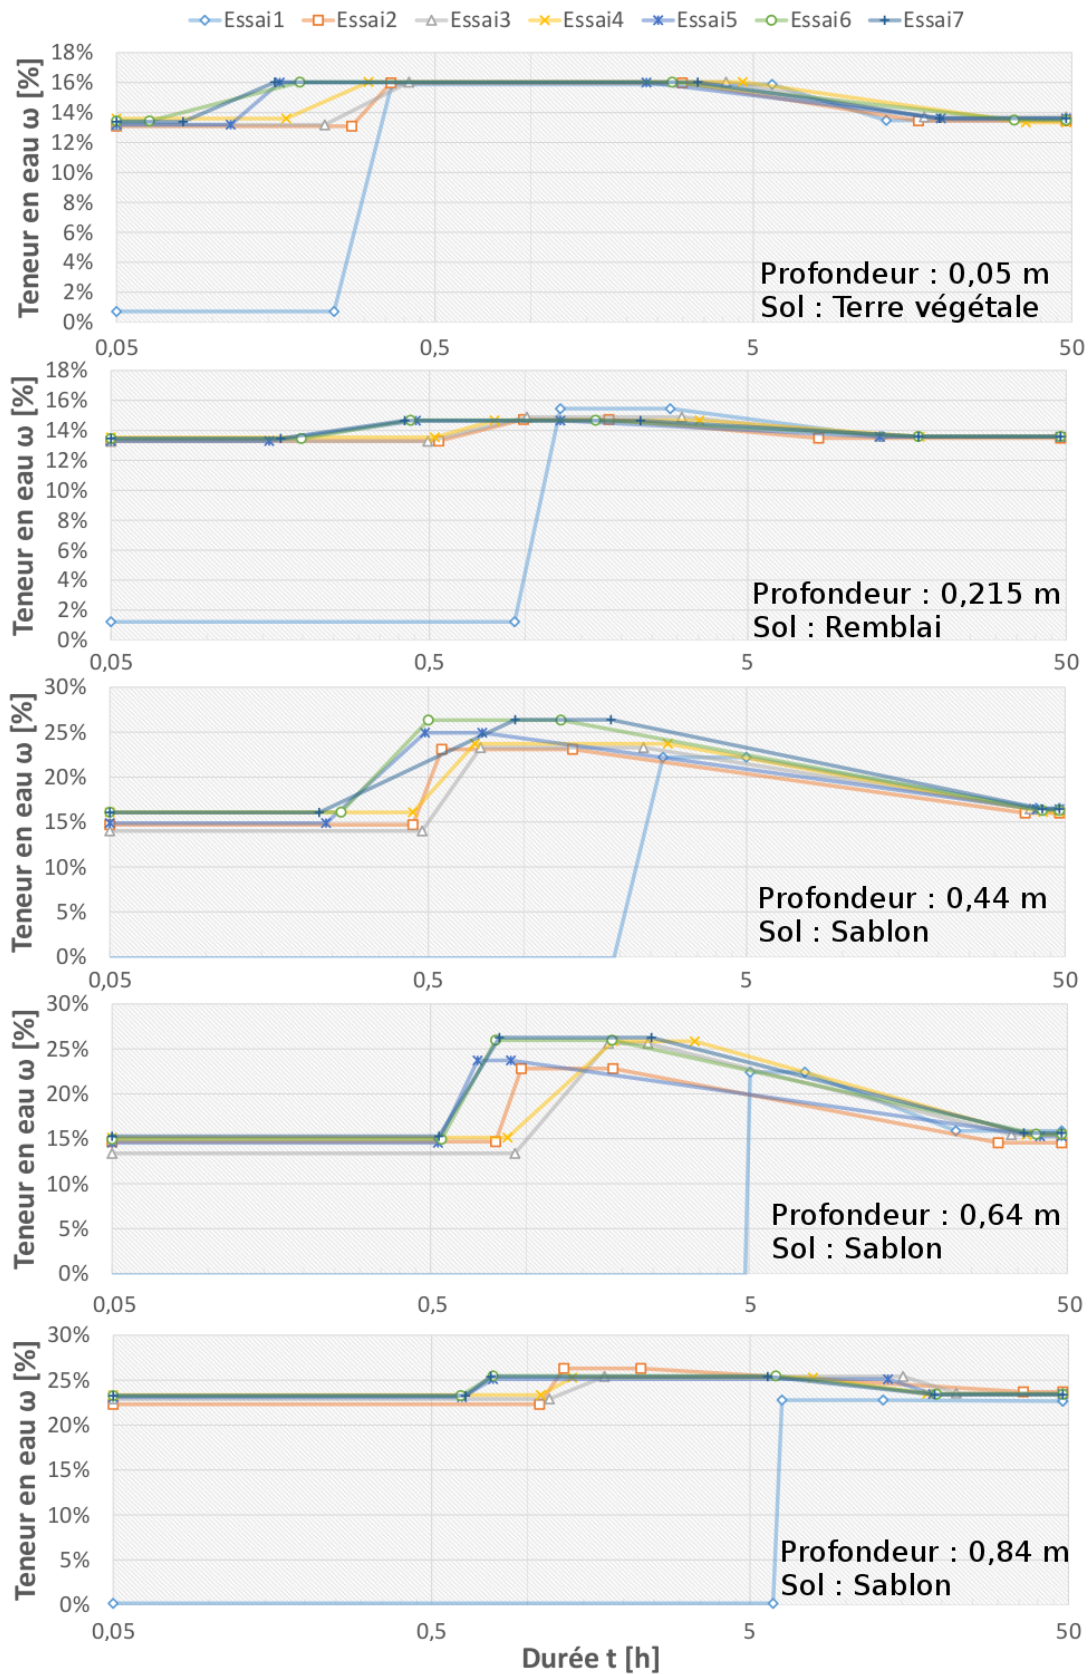 Essai1 Essai2 Essai3 Essai4 Essai5 Essai6 Essai7
Teneur en eau ω [%]
18%
16%
14%
12%
10%
8%
6%
4%
2%
0%
Profondeur : 0,05 m
Sol : Terre végétale
0,05 0,5 5 50
Teneur en eau ω [%]
18%
16%
14%
12%
10%
8%
6%
4%
2%
0%
Profondeur : 0,215 m
Sol : Remblai
0,05 0,5 5 50
Teneur en eau ω [%]
30%
25%
20%
15%
10%
5%
0%
Profondeur : 0,44 m
Sol : Sablon
0,05 0,5 5 50
Teneur en eau ω [%]
30%
25%
20%
15%
10%
5%
0%
Profondeur : 0,64 m
Sol : Sablon
0,05 0,5 5 50
Teneur en eau ω [%]
30%
25%
20%
15%
10%
5%
0%
Profondeur : 0,84 m
Sol : Sablon
0,05 0,5 5 50
Durée t [h]